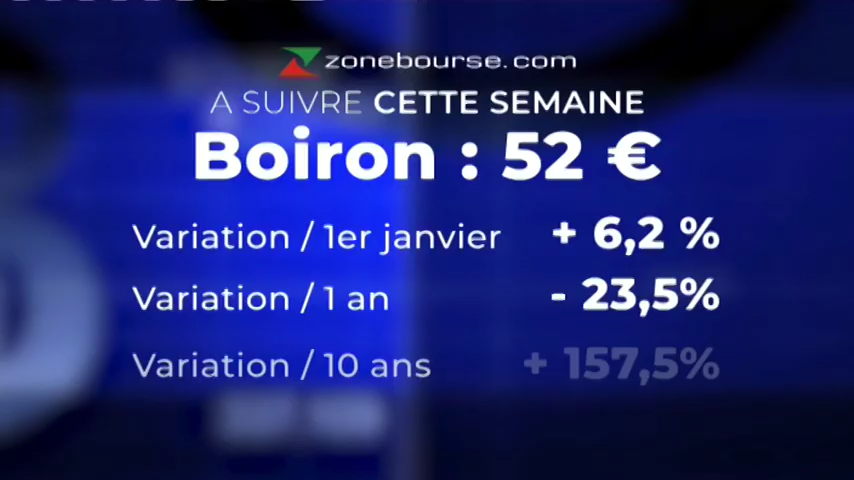 zonebourse.com
A SUIVRE CETTE SEMAINE
Boiron : 52 €
Variation / 1er janvier + 6,2 %
Variation / 1 an - 23,5%
Variation / 10 ans + 157,5%